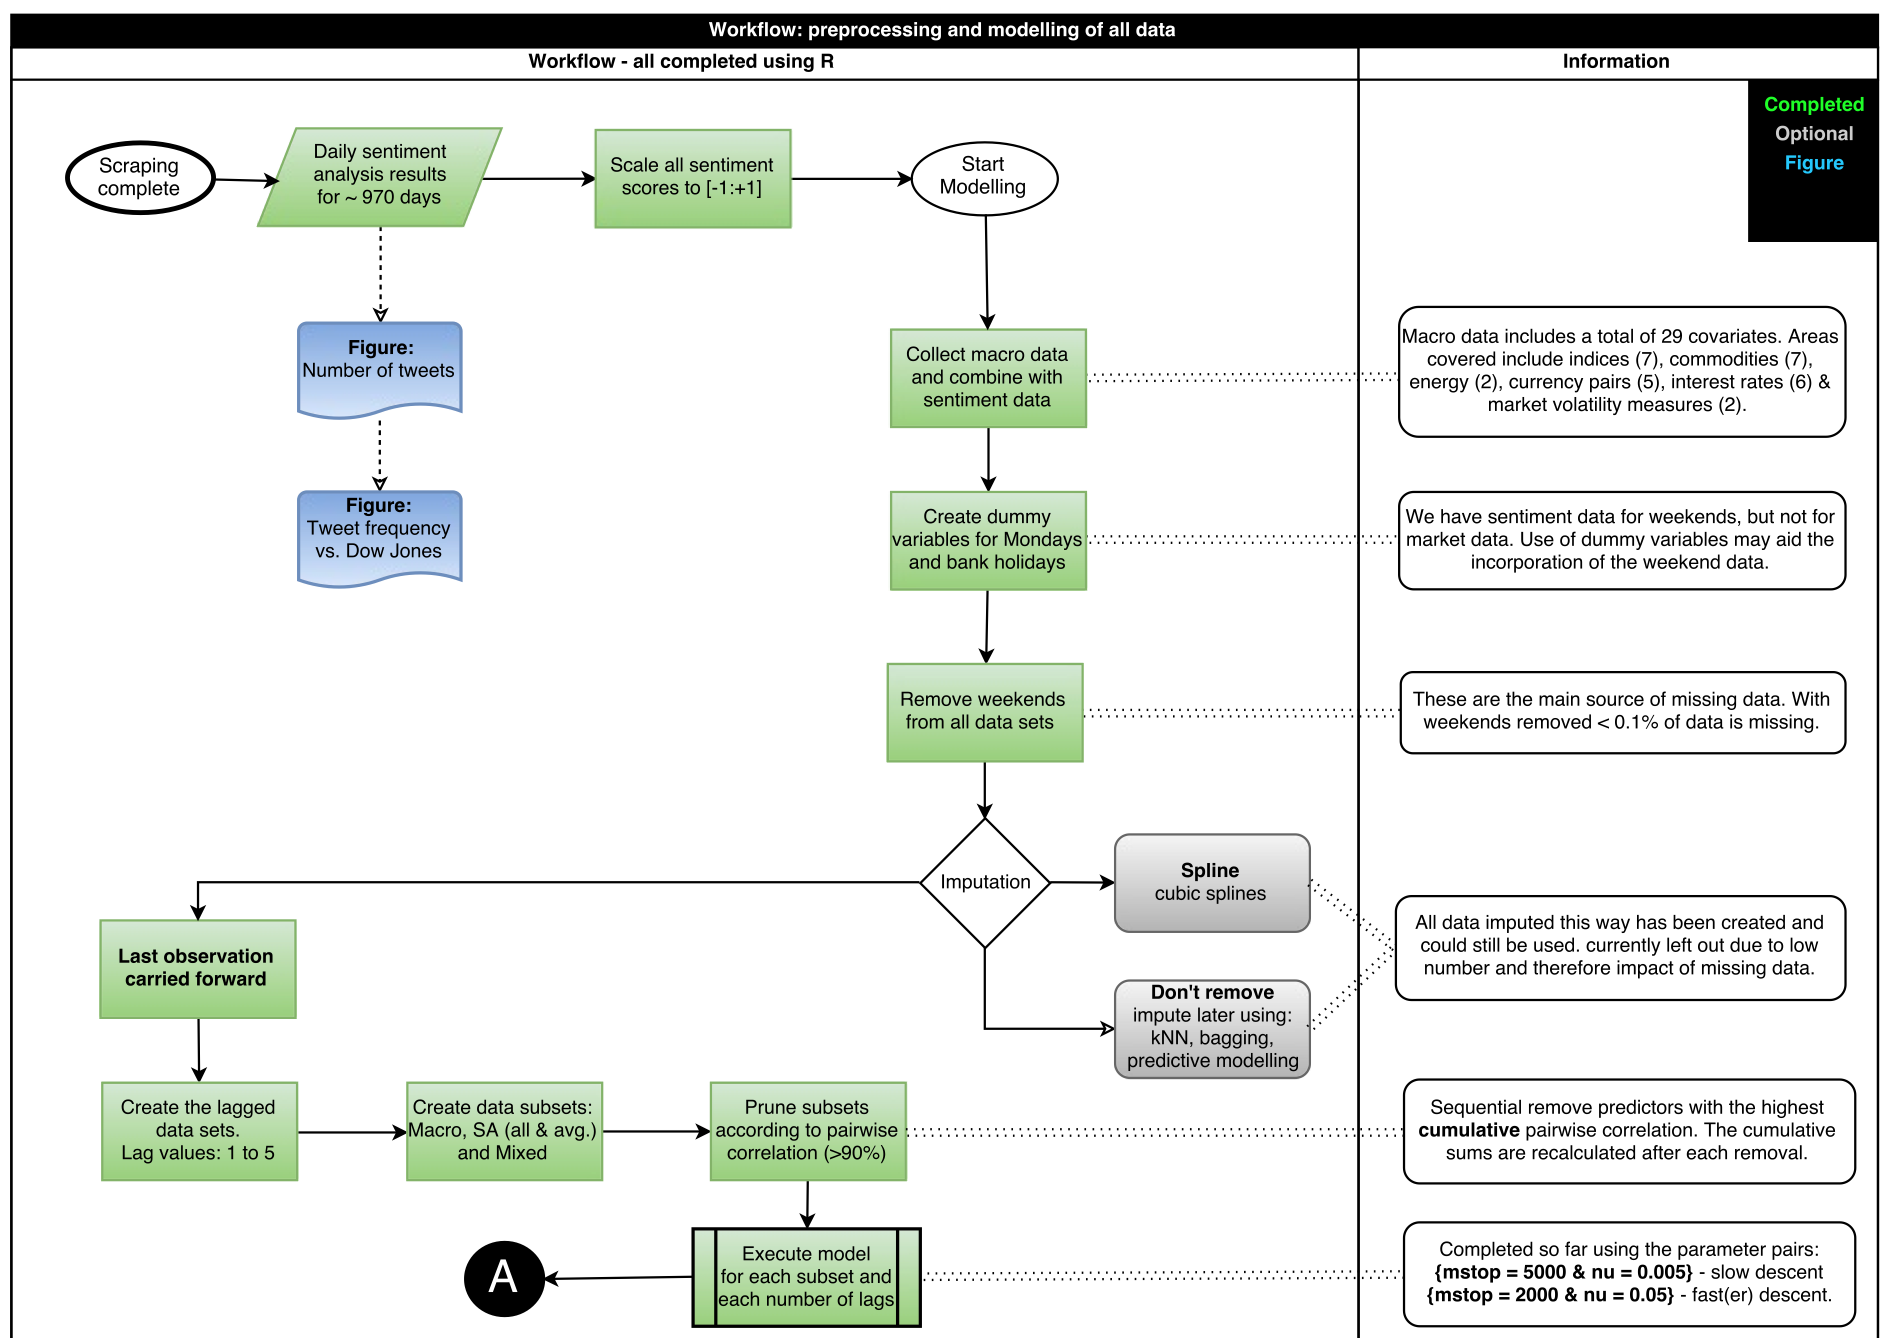 Workflow: preprocessing and modelling of all data
Workflow - all completed using R
Information
Completed
Optional
Figure
Scraping
complete
Daily sentiment
analysis results
for ~ 970 days
Scale all sentiment
scores to [-1:+1]
Start
Modelling
Figure:
Number of tweets
Figure:
Tweet frequency
vs. Dow Jones
Collect macro data
and combine with
sentiment data
Macro data includes a total of 29 covariates. Areas
covered include indices (7), commodities (7),
energy (2), currency pairs (5), interest rates (6) &
market volatility measures (2).
Create dummy
variables for Mondays
and bank holidays
We have sentiment data for weekends, but not for
market data. Use of dummy variables may aid the
incorporation of the weekend data.
Remove weekends
from all data sets
These are the main source of missing data. With
weekends removed < 0.1% of data is missing.
Imputation
Spline
cubic splines
Don't remove
impute later using:
kNN, bagging,
predictive modelling
All data imputed this way has been created and
could still be used. currently left out due to low
number and therefore impact of missing data.
Last observation
carried forward
Create the lagged
data sets.
Lag values: 1 to 5
Create data subsets:
Macro, SA (all & avg.)
and Mixed
Prune subsets
according to pairwise
correlation (>90%)
Sequential remove predictors with the highest
cumulative pairwise correlation. The cumulative
sums are recalculated after each removal.
A
Execute model
for each subset and
each number of lags
Completed so far using the parameter pairs:
{mstop = 5000 & nu = 0.005} - slow descent
{mstop = 2000 & nu = 0.05} - fast(er) descent.